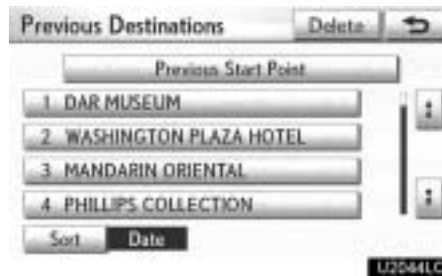 Previous Destinations Delete
Previous Start Point
1 DAR MUSEUM
2 WASHINGTON PLAZA HOTEL
3 MANDARIN ORIENTAL
4 PHILLIPS COLLECTION
Sort Date
U2044LC